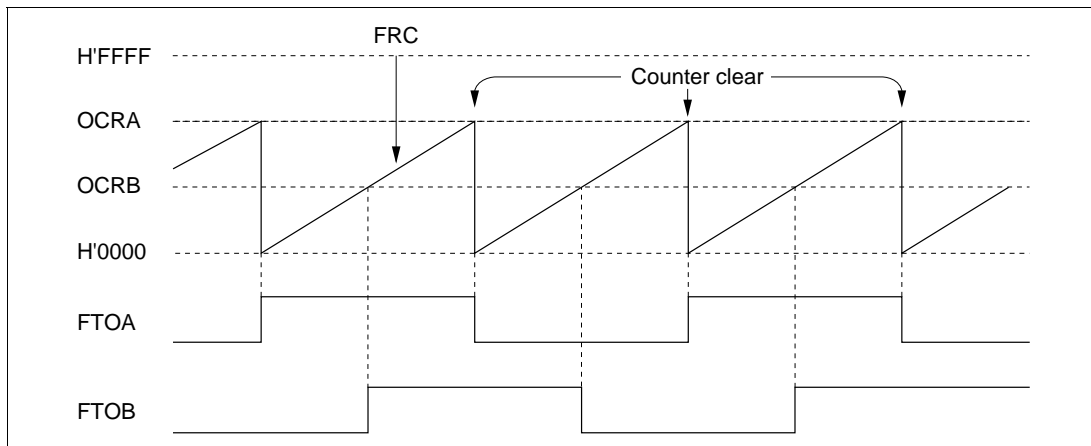 FRC
H'FFFF
Counter clear
OCRA
OCRB
H'0000
FTOA
FTOB